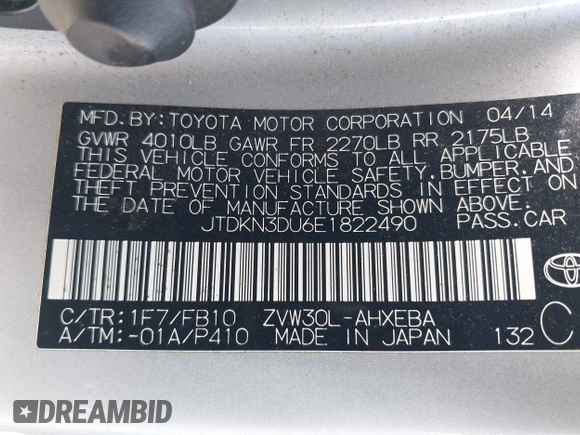 MFD.BY:TOYOTA MOTOR CORPORATION 04/14
GVWR 4010LB GAWR FR 2270LB RR 2175LB
THIS VEHICLE CONFORMS TO ALL APPLICABLE
FEDERAL MOTOR VEHICLE SAFETY,BUMPER,AND
THEFT PREVENTION STANDARDS IN EFFECT ON
THE DATE OF MANUFACTURE SHOWN ABOVE.
JTDKN3DU6E1822490 PASS.CAR
C/TR:1F7/FB10 ZVW30L-AHXEBA
A/TM:-01A/P410 MADE IN JAPAN 132 C
DREAMBID